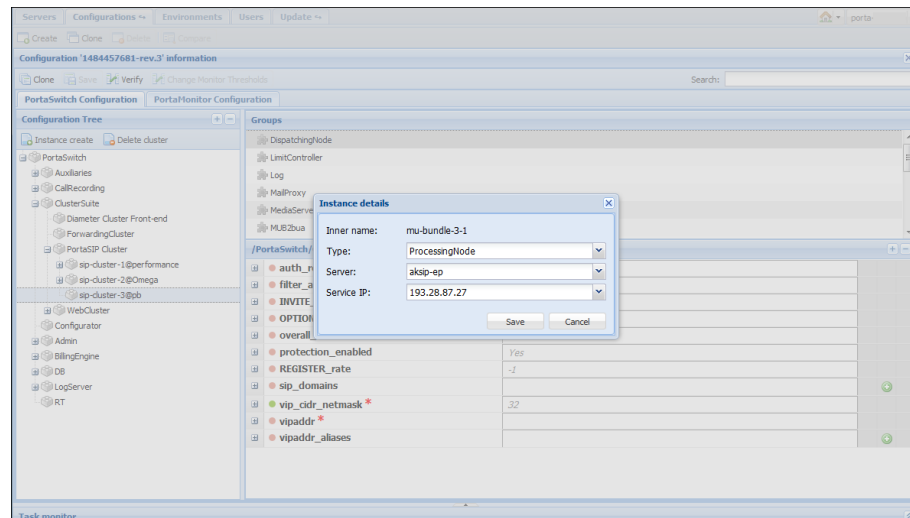 Servers Configurations Environments Users Update porta-
Create Clone Delete Compare
Configuration '1484457681-rev.3' information
Clone Save Verify Change Monitor Thresholds Search:
PortaSwitch Configuration PortaMonitor Configuration
Configuration Tree
Instance create Delete cluster
PortaSwitch
Auxiliaries
CallRecording
ClusterSuite
Diameter Cluster Front-end
ForwardingCluster
PortaSIP Cluster
sip-cluster-1@performance
sip-cluster-2@Omega
sip-cluster-3@pb
WebCluster
Configurator
Admin
BillingEngine
DB
LogServer
RT
Groups
DispatchingNode
LimitController
Log
MailProxy
MediaServe
MUB2bua
/PortaSwitch/
auth_r
filter_a
INVITE_
OPTION
overall_
protection_enabled Yes
REGISTER_rate -1
sip_domains
vip_cidr_netmask * 32
vipaddr *
vipaddr_aliases
Instance details
Inner name: mu-bundle-3-1
Type: ProcessingNode
Server: aksip-ep
Service IP: 193.28.87.27
Save Cancel
Task monitor